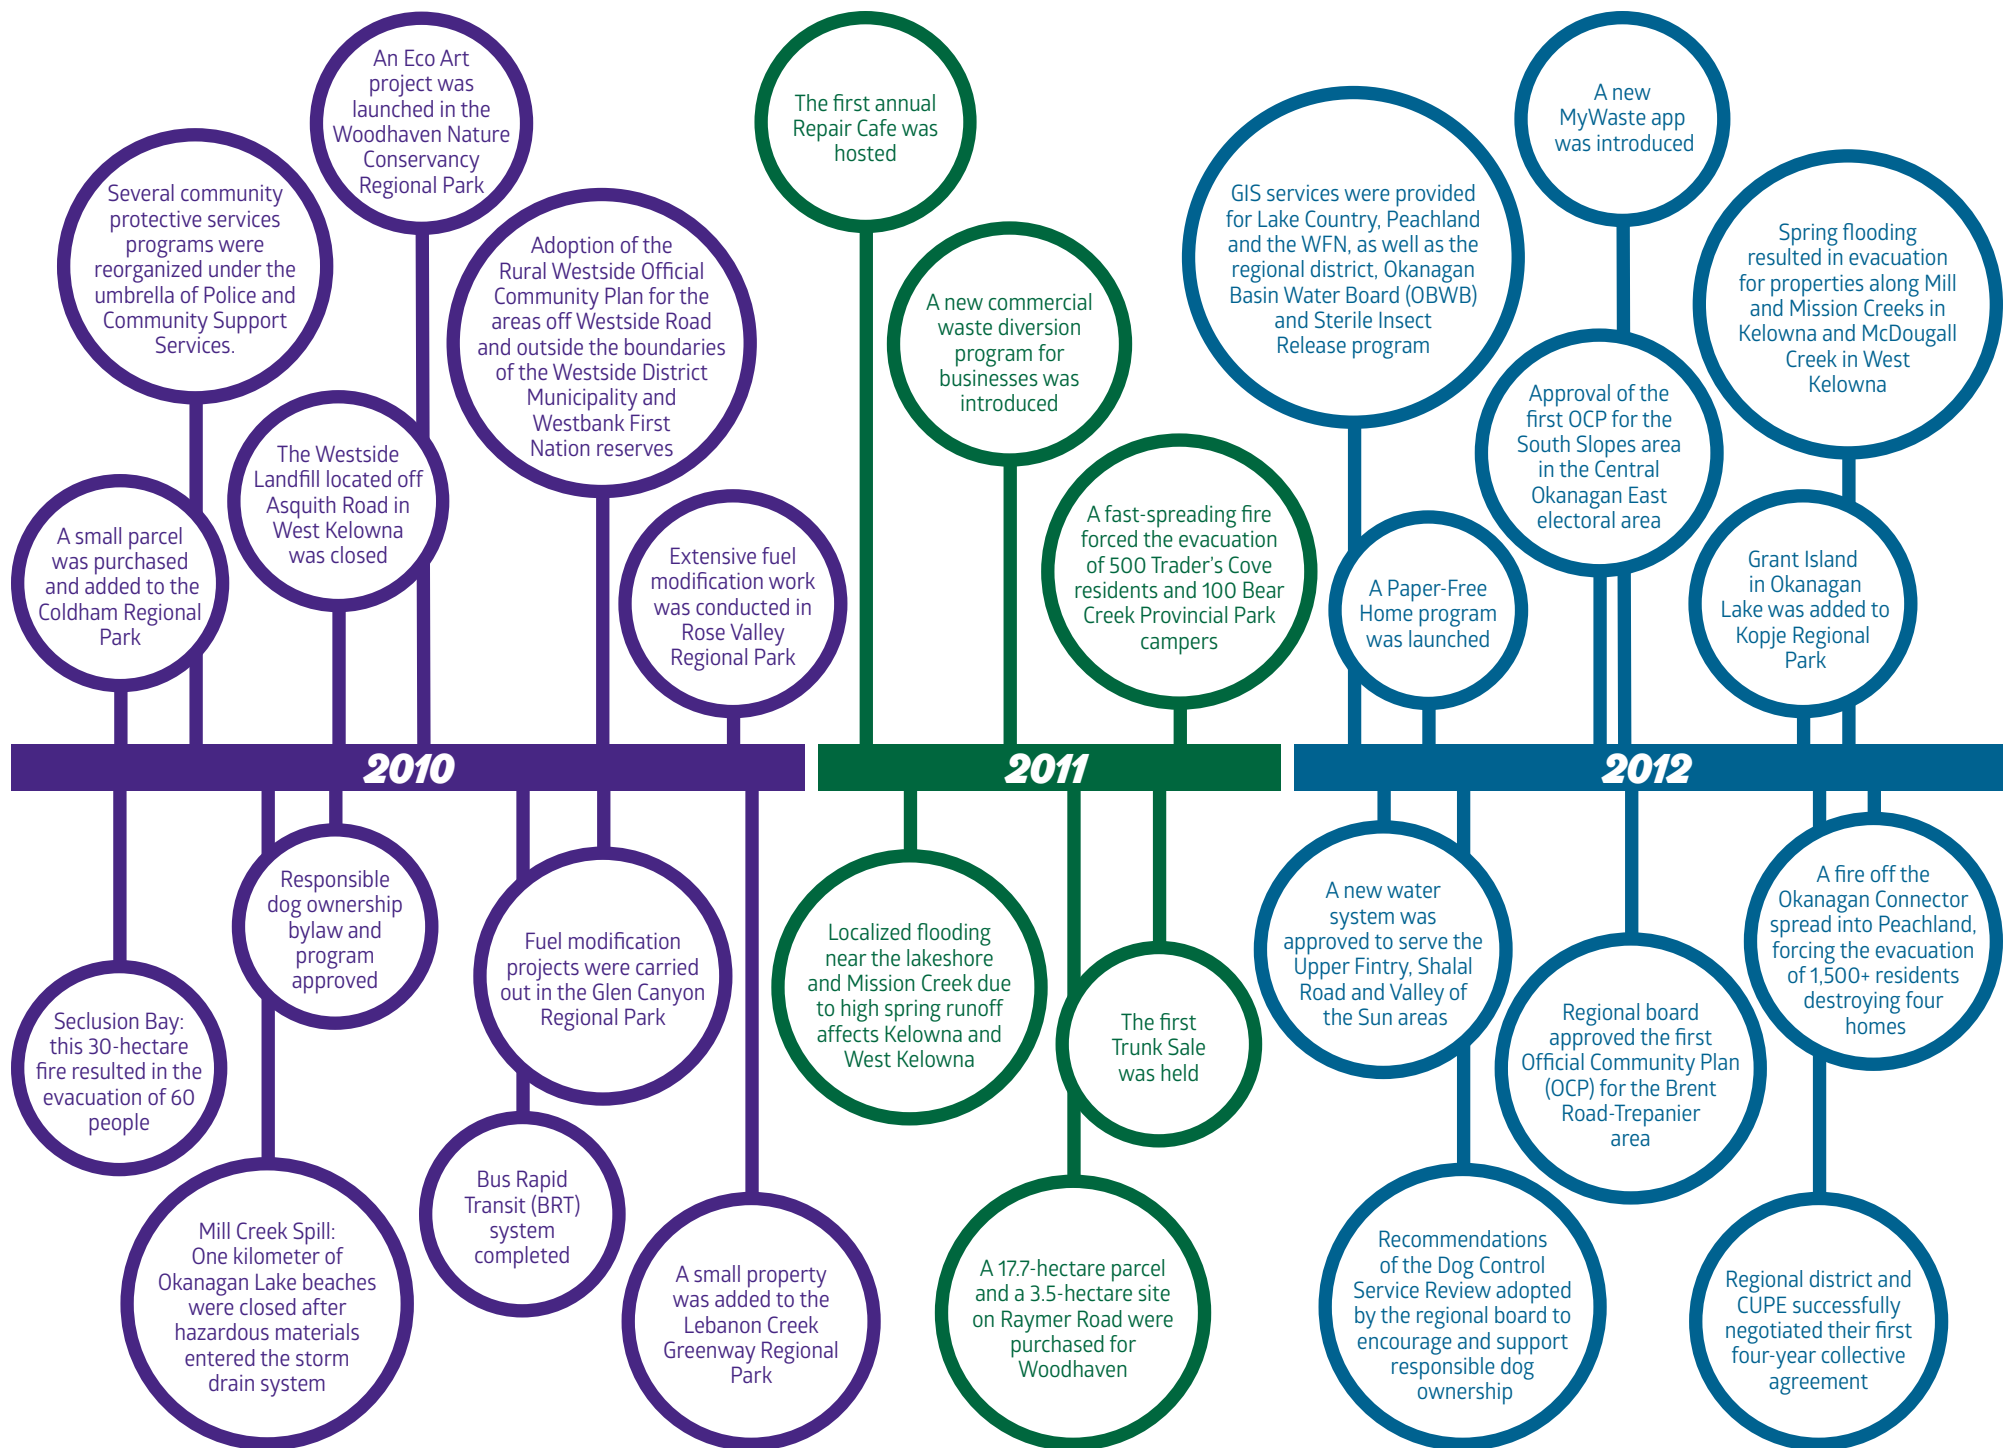 An Eco Art
project was
launched in the
Woodhaven Nature
Conservancy
Regional Park
Several community
protective services
programs were
reorganized under the
umbrella of Police and
Community Support
Services.
Adoption of the
Rural Westside Official
Community Plan for the
areas off Westside Road
and outside the boundaries
of the Westside District
Municipality and
Westbank First
Nation reserves
The Westside
Landfill located off
Asquith Road in
West Kelowna
was closed
A small parcel
was purchased
and added to the
Coldham Regional
Park
Extensive fuel
modification work
was conducted in
Rose Valley
Regional Park
2010
Responsible
dog ownership
bylaw and
program
approved
Fuel modification
projects were carried
out in the Glen Canyon
Regional Park
Seclusion Bay:
this 30-hectare
fire resulted in the
evacuation of 60
people
Bus Rapid
Transit (BRT)
system
completed
Mill Creek Spill:
One kilometer of
Okanagan Lake beaches
were closed after
hazardous materials
entered the storm
drain system
A small property
was added to the
Lebanon Creek
Greenway Regional
Park
The first annual
Repair Cafe was
hosted
A new commercial
waste diversion
program for
businesses was
introduced
A fast-spreading fire
forced the evacuation
of 500 Trader's Cove
residents and 100 Bear
Creek Provincial Park
campers
2011
Localized flooding
near the lakeshore
and Mission Creek due
to high spring runoff
affects Kelowna and
West Kelowna
The first
Trunk Sale
was held
A 17.7-hectare parcel
and a 3.5-hectare site
on Raymer Road were
purchased for
Woodhaven
A new
MyWaste app
was introduced
GIS services were provided
for Lake Country, Peachland
and the WFN, as well as the
regional district, Okanagan
Basin Water Board (OBWB)
and Sterile Insect
Release program
Spring flooding
resulted in evacuation
for properties along Mill
and Mission Creeks in
Kelowna and McDougall
Creek in West
Kelowna
Approval of the
first OCP for the
South Slopes area
in the Central
Okanagan East
electoral area
A Paper-Free
Home program
was launched
Grant Island
in Okanagan
Lake was added to
Kopje Regional
Park
2012
A new water
system was
approved to serve the
Upper Fintry, Shalal
Road and Valley of
the Sun areas
A fire off the
Okanagan Connector
spread into Peachland,
forcing the evacuation
of 1,500+ residents
destroying four
homes
Regional board
approved the first
Official Community Plan
(OCP) for the Brent
Road-Trepanier
area
Recommendations
of the Dog Control
Service Review adopted
by the regional board to
encourage and support
responsible dog
ownership
Regional district and
CUPE successfully
negotiated their first
four-year collective
agreement